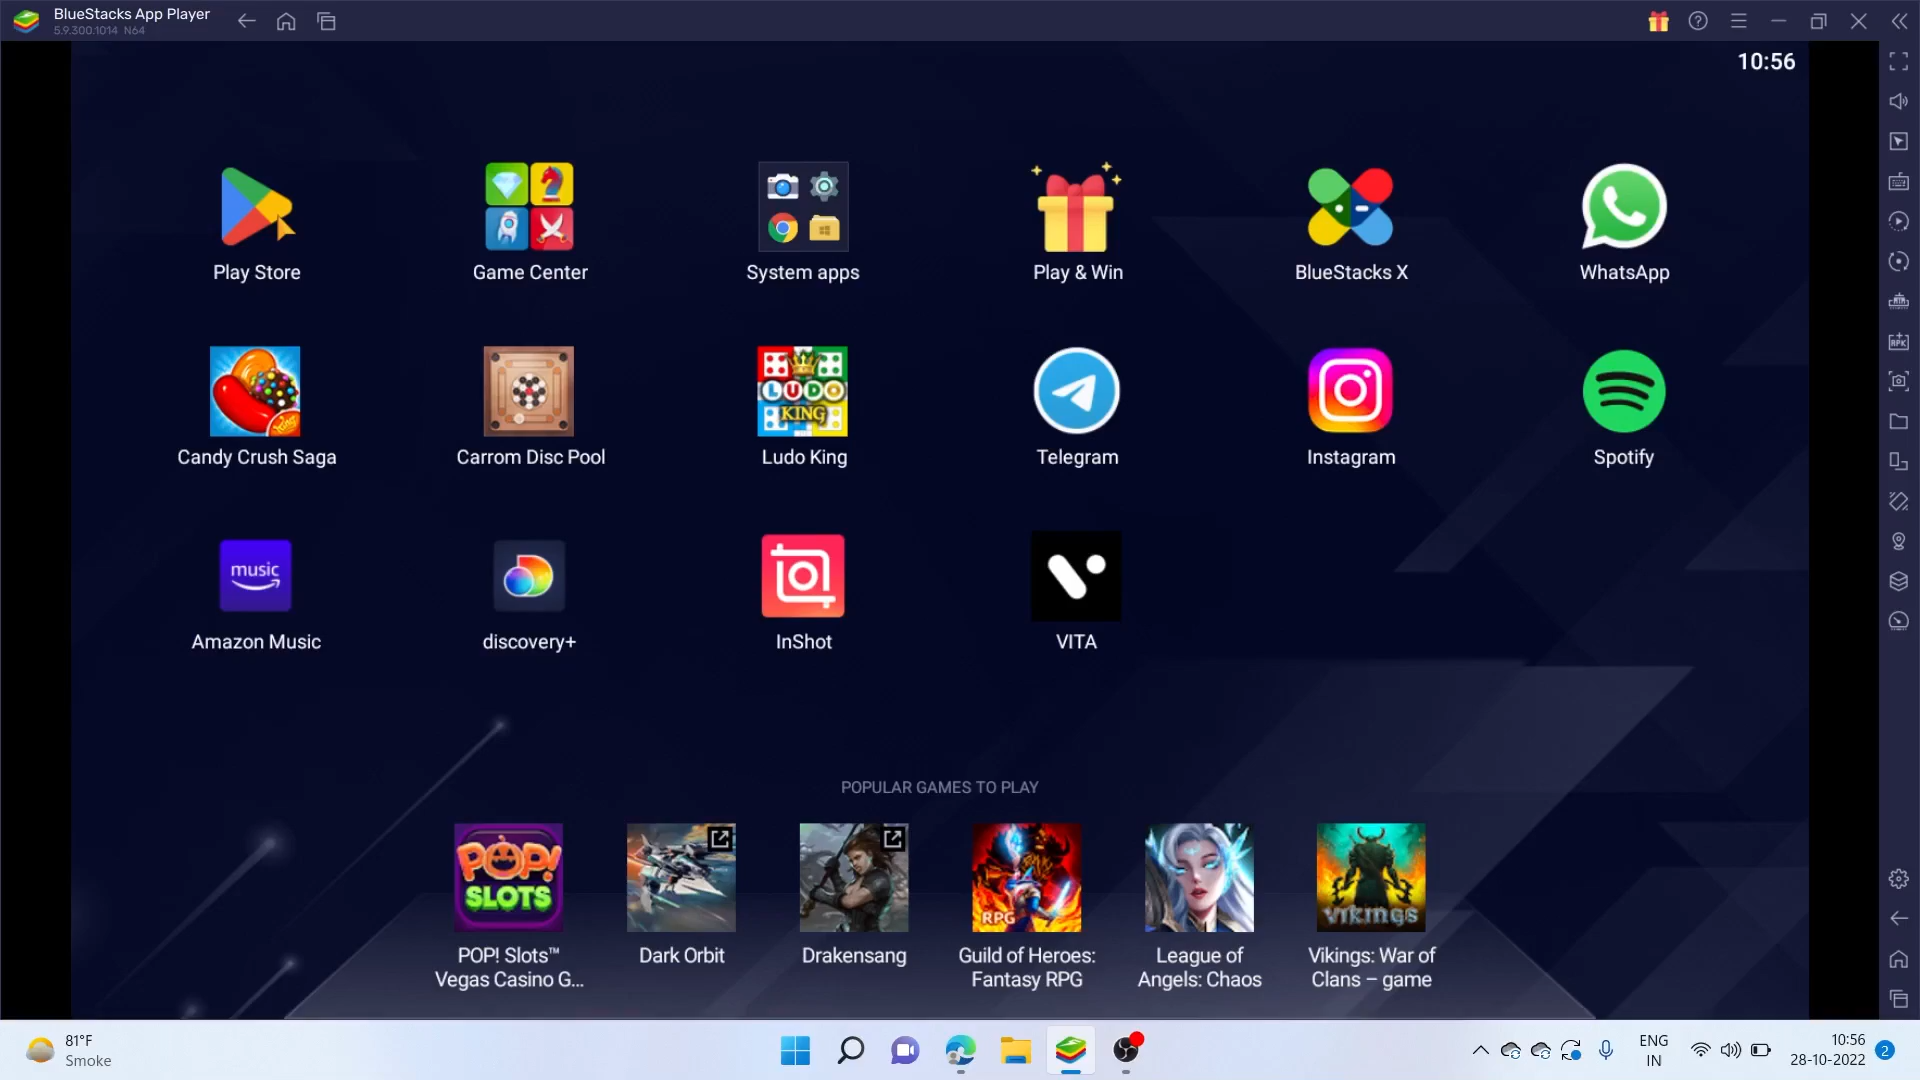 BlueStacks App Player
5.9.300.1014 N64
10:56
Play Store
Game Center
System apps
Play & Win
BlueStacks X
WhatsApp
LUDO
KING
King
Candy Crush Saga
Carrom Disc Pool
Ludo King
Telegram
Instagram
Spotify
music
Amazon Music
discovery+
InShot
VITA
POPULAR GAMES TO PLAY
POP!
SLOTS
RPG
VIKINGS
POP! Slots™
Vegas Casino G...
Dark Orbit
Drakensang
Guild of Heroes:
Fantasy RPG
League of
Angels: Chaos
Vikings: War of
Clans – game
81°F
Smoke
ENG
IN
10:56
28-10-2022
2